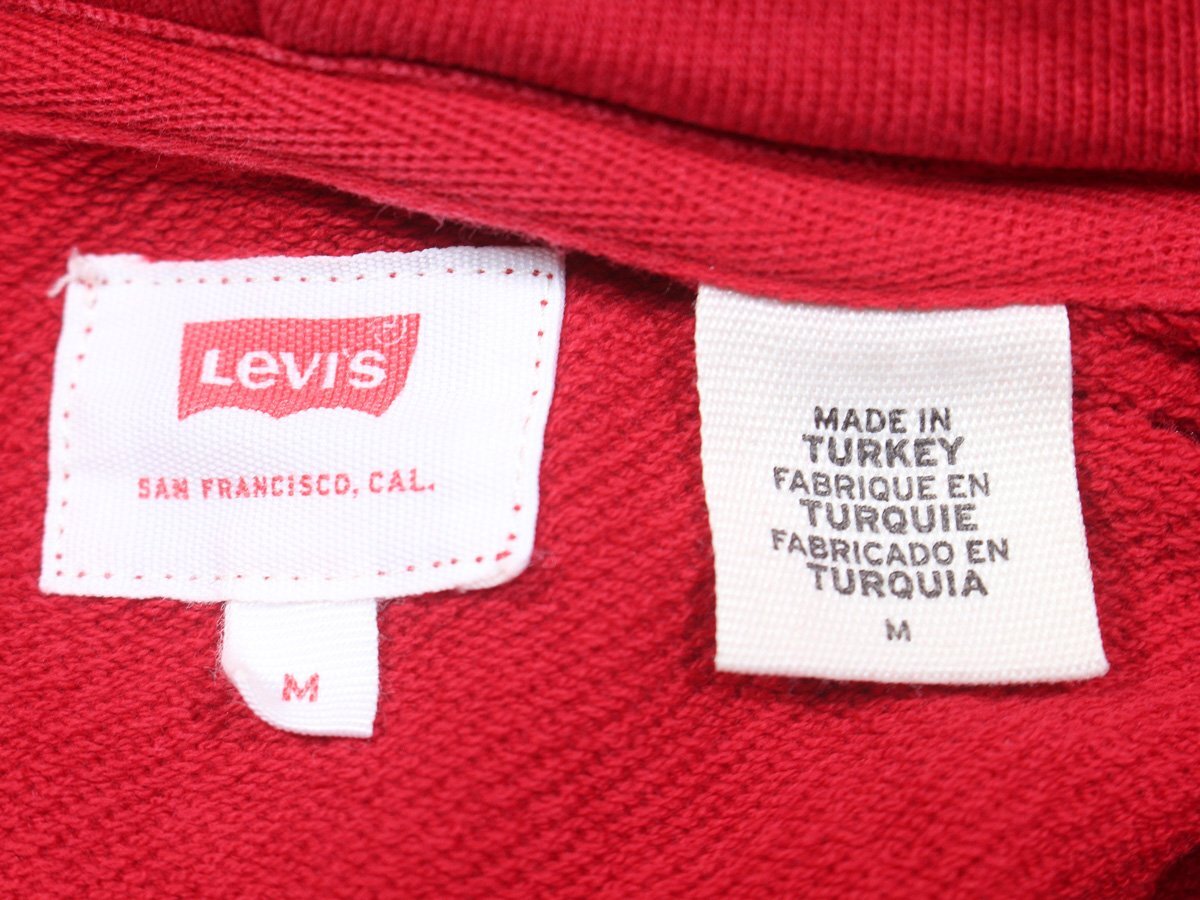 LEVI'S
SAN FRANCISCO, CAL.
M
MADE IN
TURKEY
FABRIQUE EN
TURQUIE
FABRICADO EN
TURQUIA
M